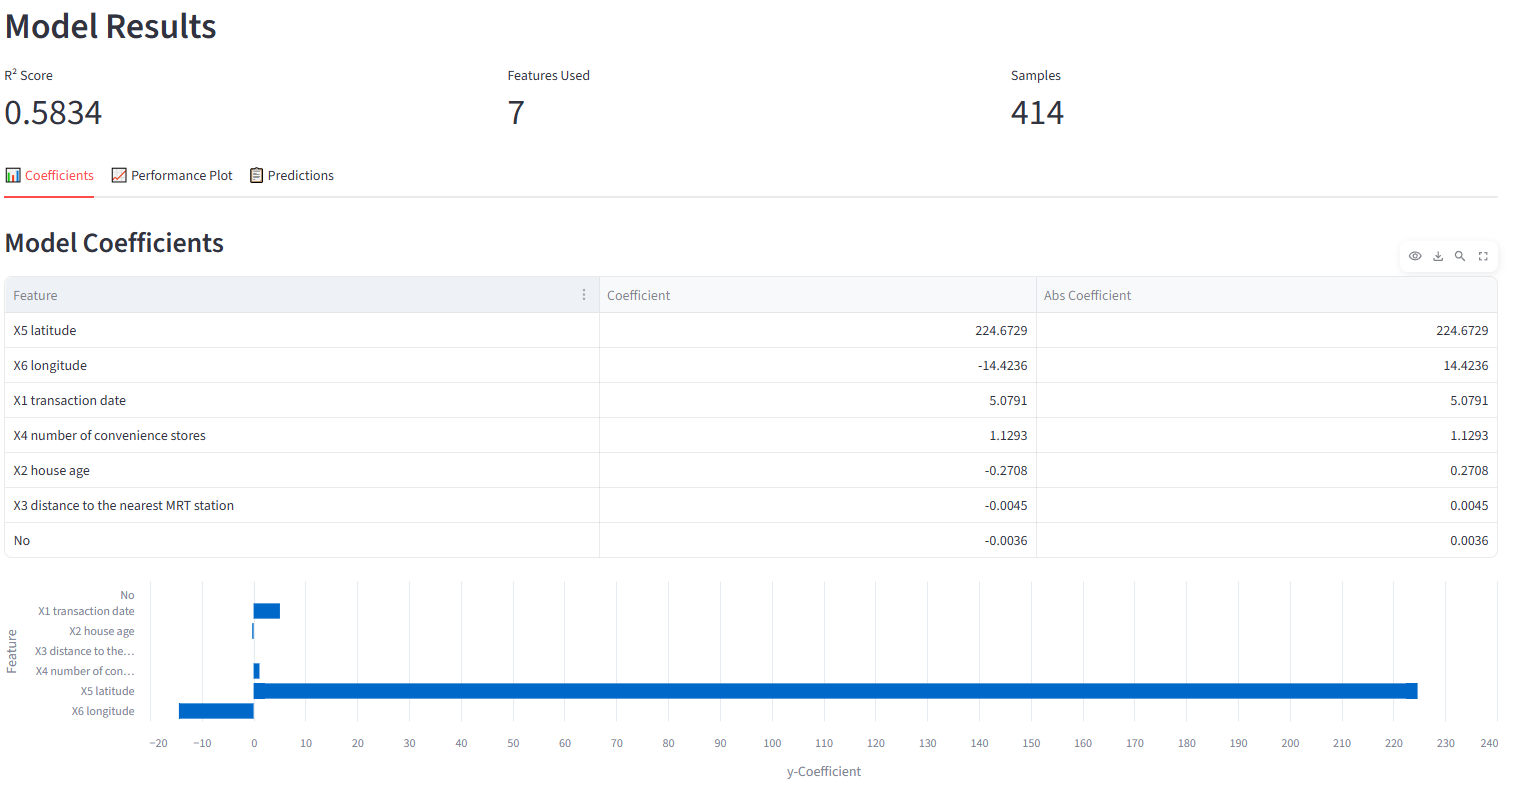 Model Results
R² Score Features Used Samples
0.5834 7 414
Coefficients Performance Plot Predictions
Model Coefficients
Feature Coefficient Abs Coefficient
X5 latitude 224.6729 224.6729
X6 longitude -14.4236 14.4236
X1 transaction date 5.0791 5.0791
X4 number of convenience stores 1.1293 1.1293
X2 house age -0.2708 0.2708
X3 distance to the nearest MRT station -0.0045 0.0045
No -0.0036 0.0036
Feature
No
X1 transaction date
X2 house age
X3 distance to the…
X4 number of con…
X5 latitude
X6 longitude
−20 −10 0 10 20 30 40 50 60 70 80 90 100 110 120 130 140 150 160 170 180 190 200 210 220 230 240
y-Coefficient